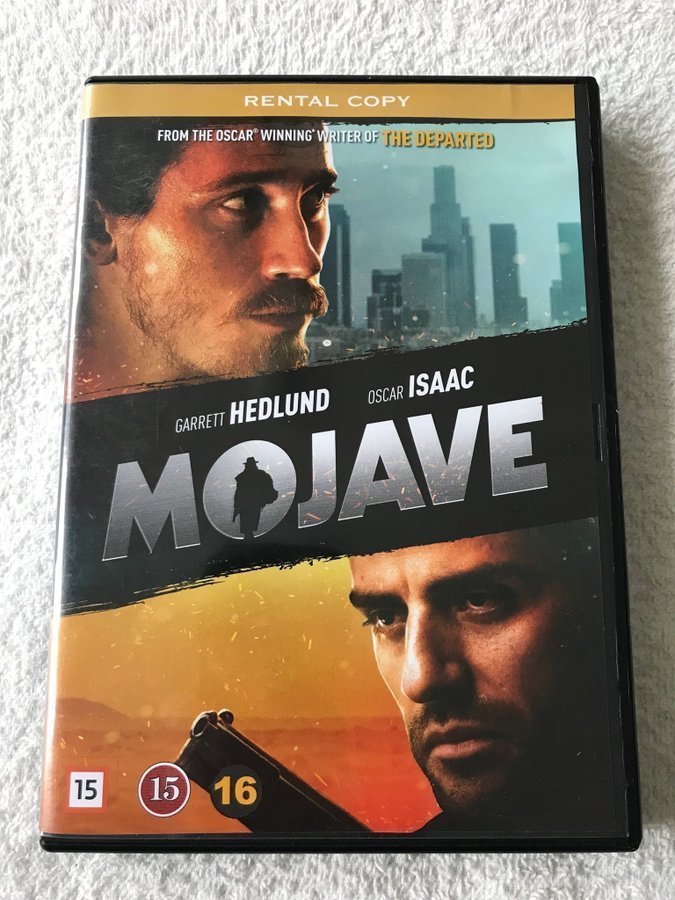 RENTAL COPY
FROM THE OSCAR® WINNING* WRITER OF THE DEPARTED
GARRETT HEDLUND OSCAR ISAAC
MOJAVE
15 15 16